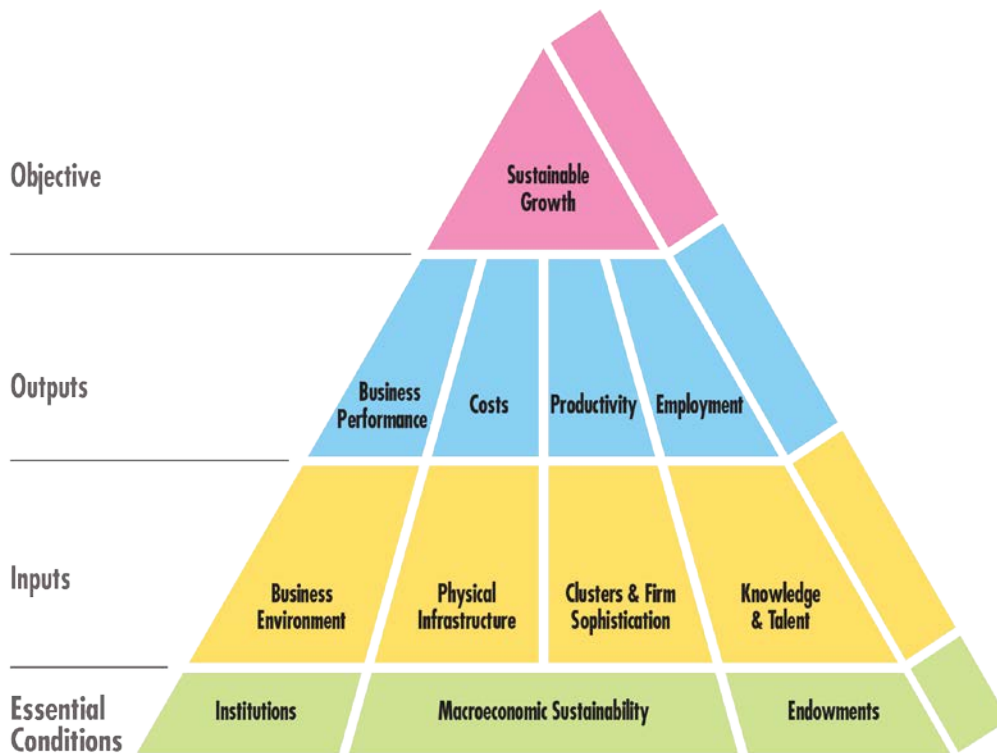 Objective
Sustainable
Growth
Outputs
Business
Performance
Costs
Productivity
Employment
Inputs
Business
Environment
Physical
Infrastructure
Clusters & Firm
Sophistication
Knowledge
& Talent
Essential
Conditions
Institutions
Macroeconomic Sustainability
Endowments